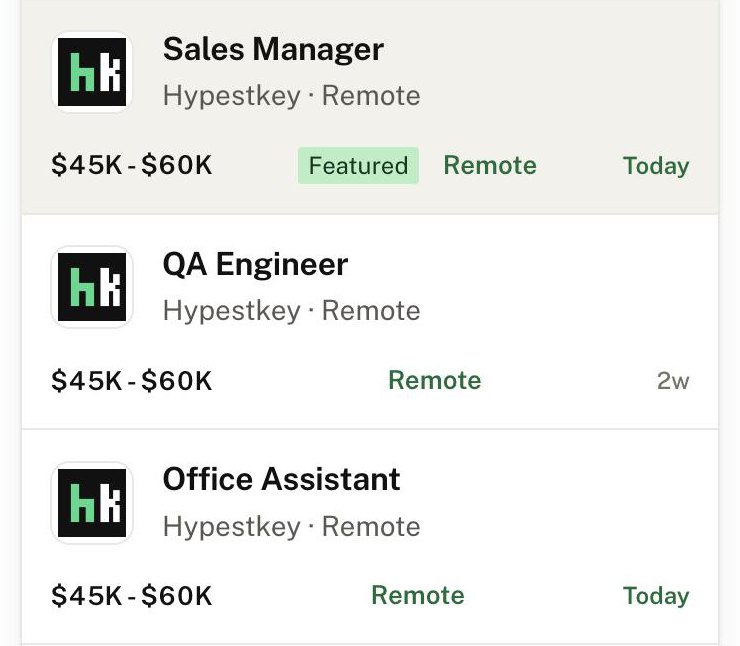 hk
Sales Manager
Hypestkey · Remote
$45K - $60K Featured Remote Today
hk
QA Engineer
Hypestkey · Remote
$45K - $60K Remote 2w
hk
Office Assistant
Hypestkey · Remote
$45K - $60K Remote Today